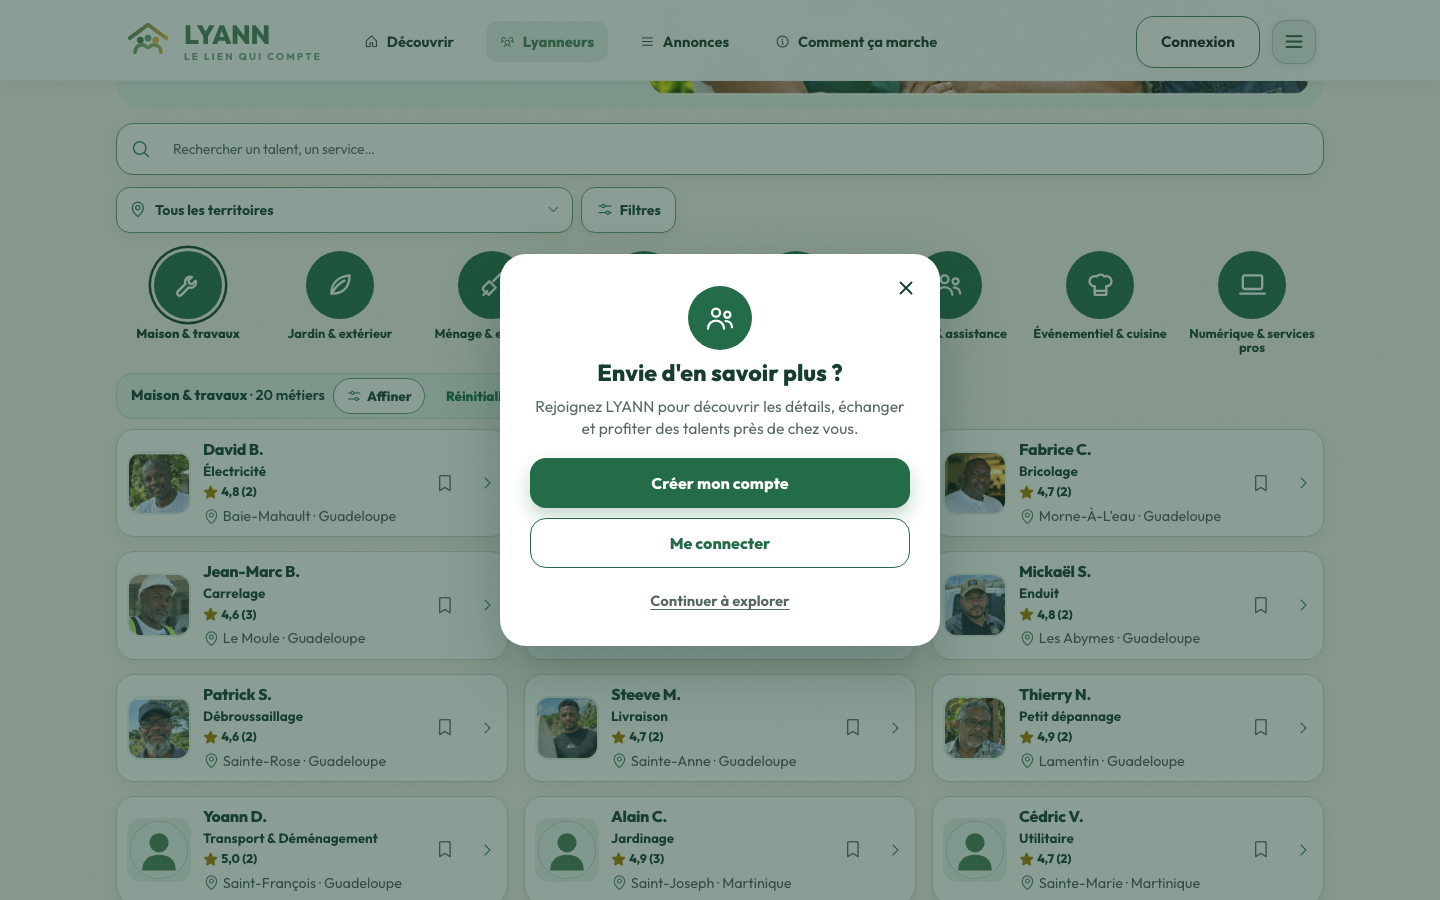 LYANN
LE LIEN QUI COMPTE
Découvrir
Lyanneurs
Annonces
Comment ça marche
Connexion
Rechercher un talent, un service...
Tous les territoires
Filtres
Maison & travaux
Jardin & extérieur
Ménage &
assistance
Événementiel & cuisine
Numérique & services
pros
Maison & travaux · 20 métiers
Affiner
Envie d'en savoir plus ?
Rejoignez LYANN pour découvrir les détails, échanger
et profiter des talents près de chez vous.
Créer mon compte
Me connecter
Continuer à explorer
David B.
Électricité
4,8 (2)
Baie-Mahault · Guadeloupe
Fabrice C.
Bricolage
4,7 (2)
Morne-À-L'eau · Guadeloupe
Jean-Marc B.
Carrelage
4,6 (3)
Le Moule · Guadeloupe
Mickaël S.
Enduit
4,8 (2)
Les Abymes · Guadeloupe
Patrick S.
Débroussaillage
4,6 (2)
Sainte-Rose · Guadeloupe
Steeve M.
Livraison
4,7 (2)
Sainte-Anne · Guadeloupe
Thierry N.
Petit dépannage
4,9 (2)
Lamentin · Guadeloupe
Yoann D.
Transport & Déménagement
5,0 (2)
Saint-François · Guadeloupe
Alain C.
Jardinage
4,9 (3)
Saint-Joseph · Martinique
Cédric V.
Utilitaire
4,7 (2)
Sainte-Marie · Martinique